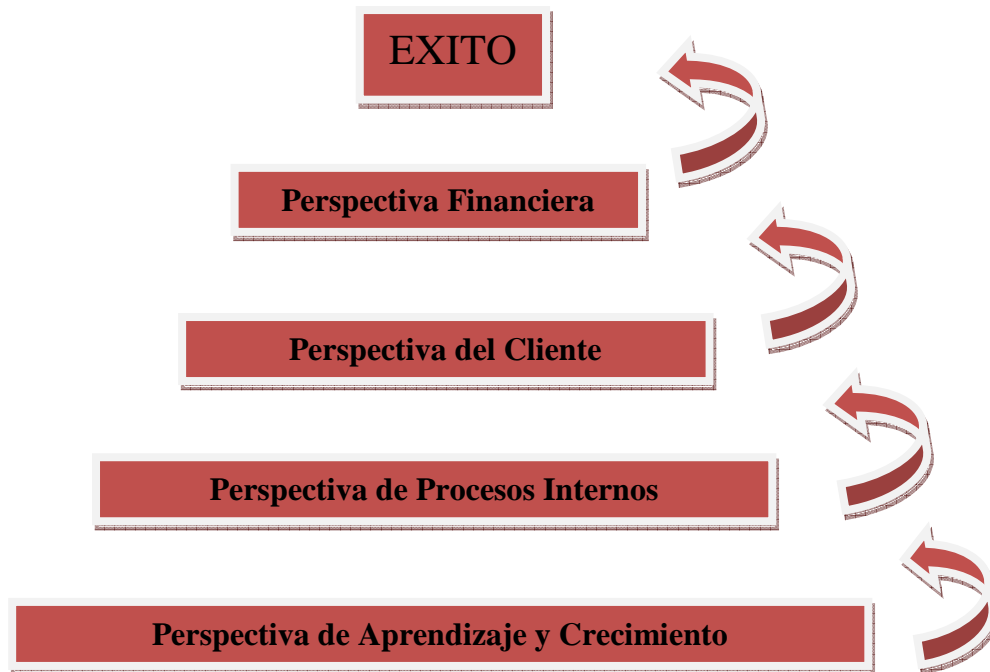 EXITO
Perspectiva Financiera
Perspectiva del Cliente
Perspectiva de Procesos Internos
Perspectiva de Aprendizaje y Crecimiento